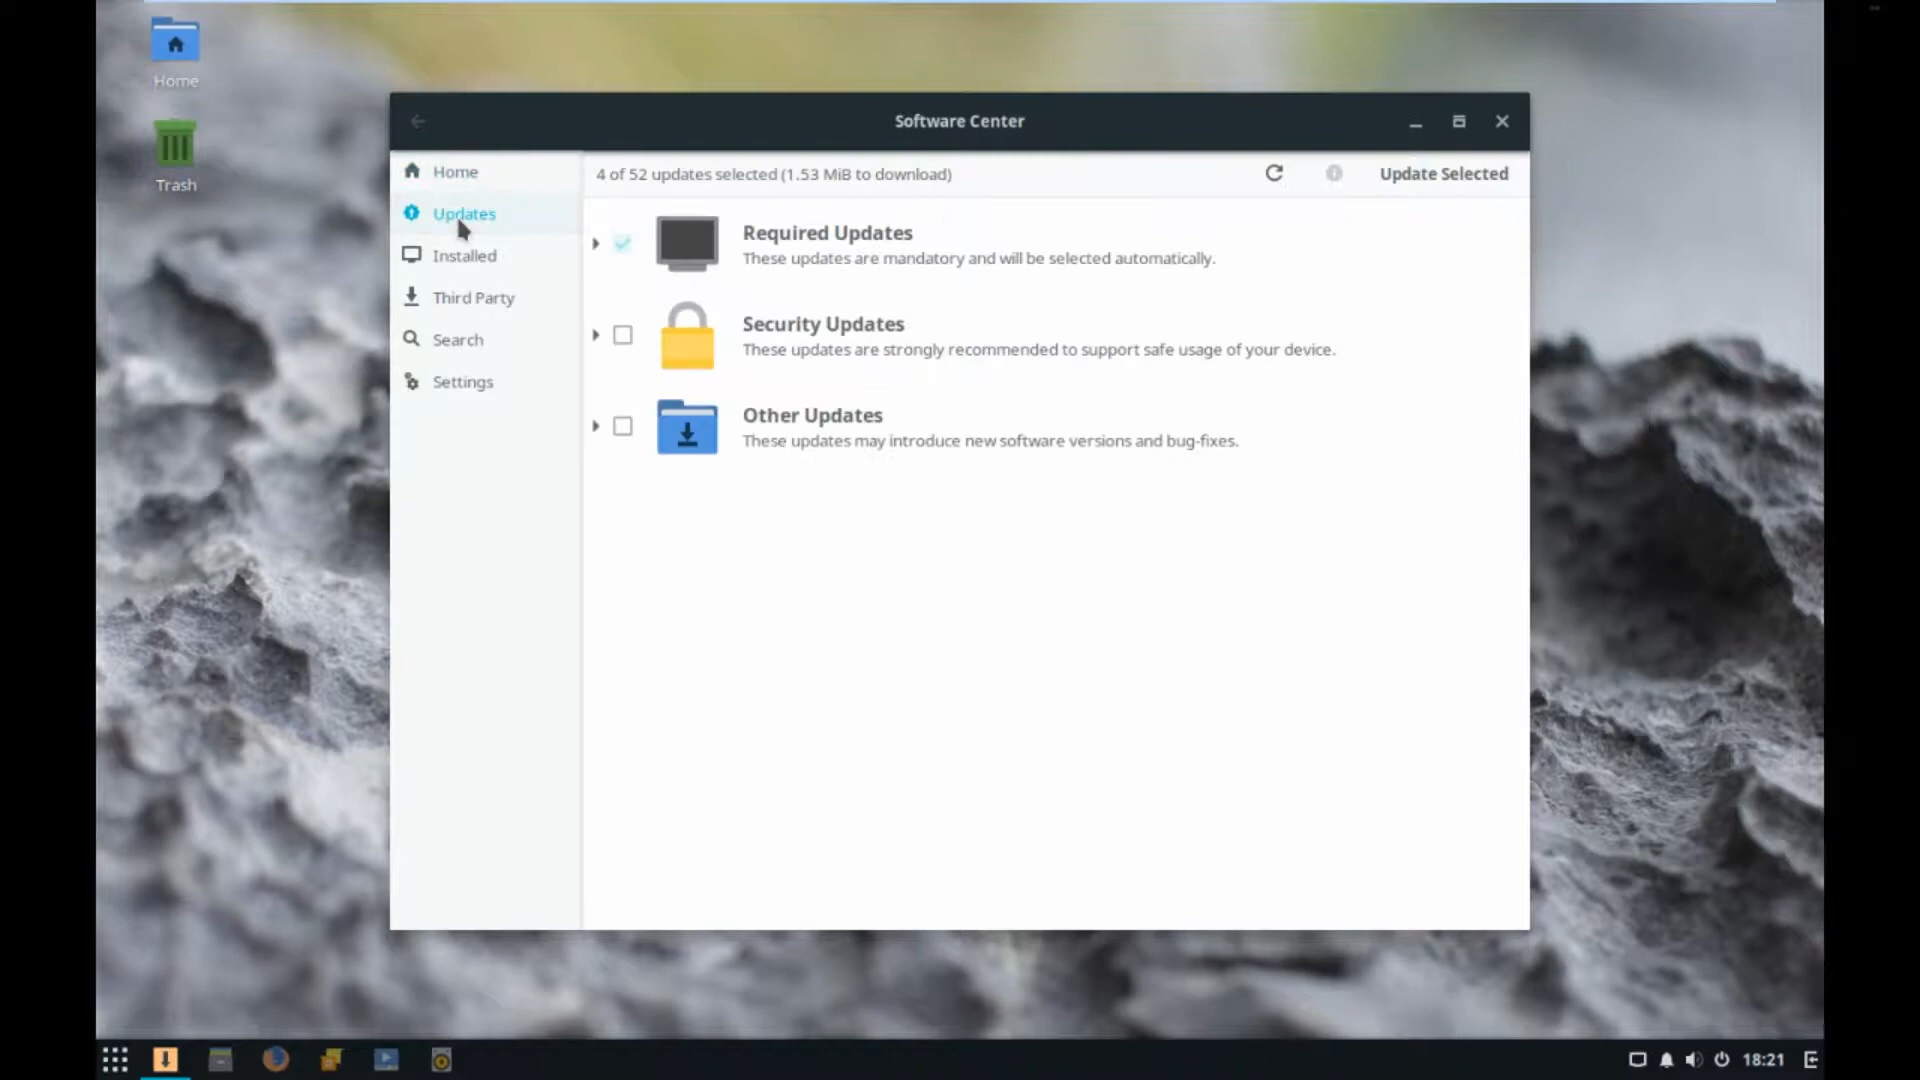 Home
Trash
Software Center
Home
Updates
Installed
Third Party
Search
Settings
4 of 52 updates selected (1.53 MiB to download)
Update Selected
Required Updates
These updates are mandatory and will be selected automatically.
Security Updates
These updates are strongly recommended to support safe usage of your device.
Other Updates
These updates may introduce new software versions and bug-fixes.
18:21